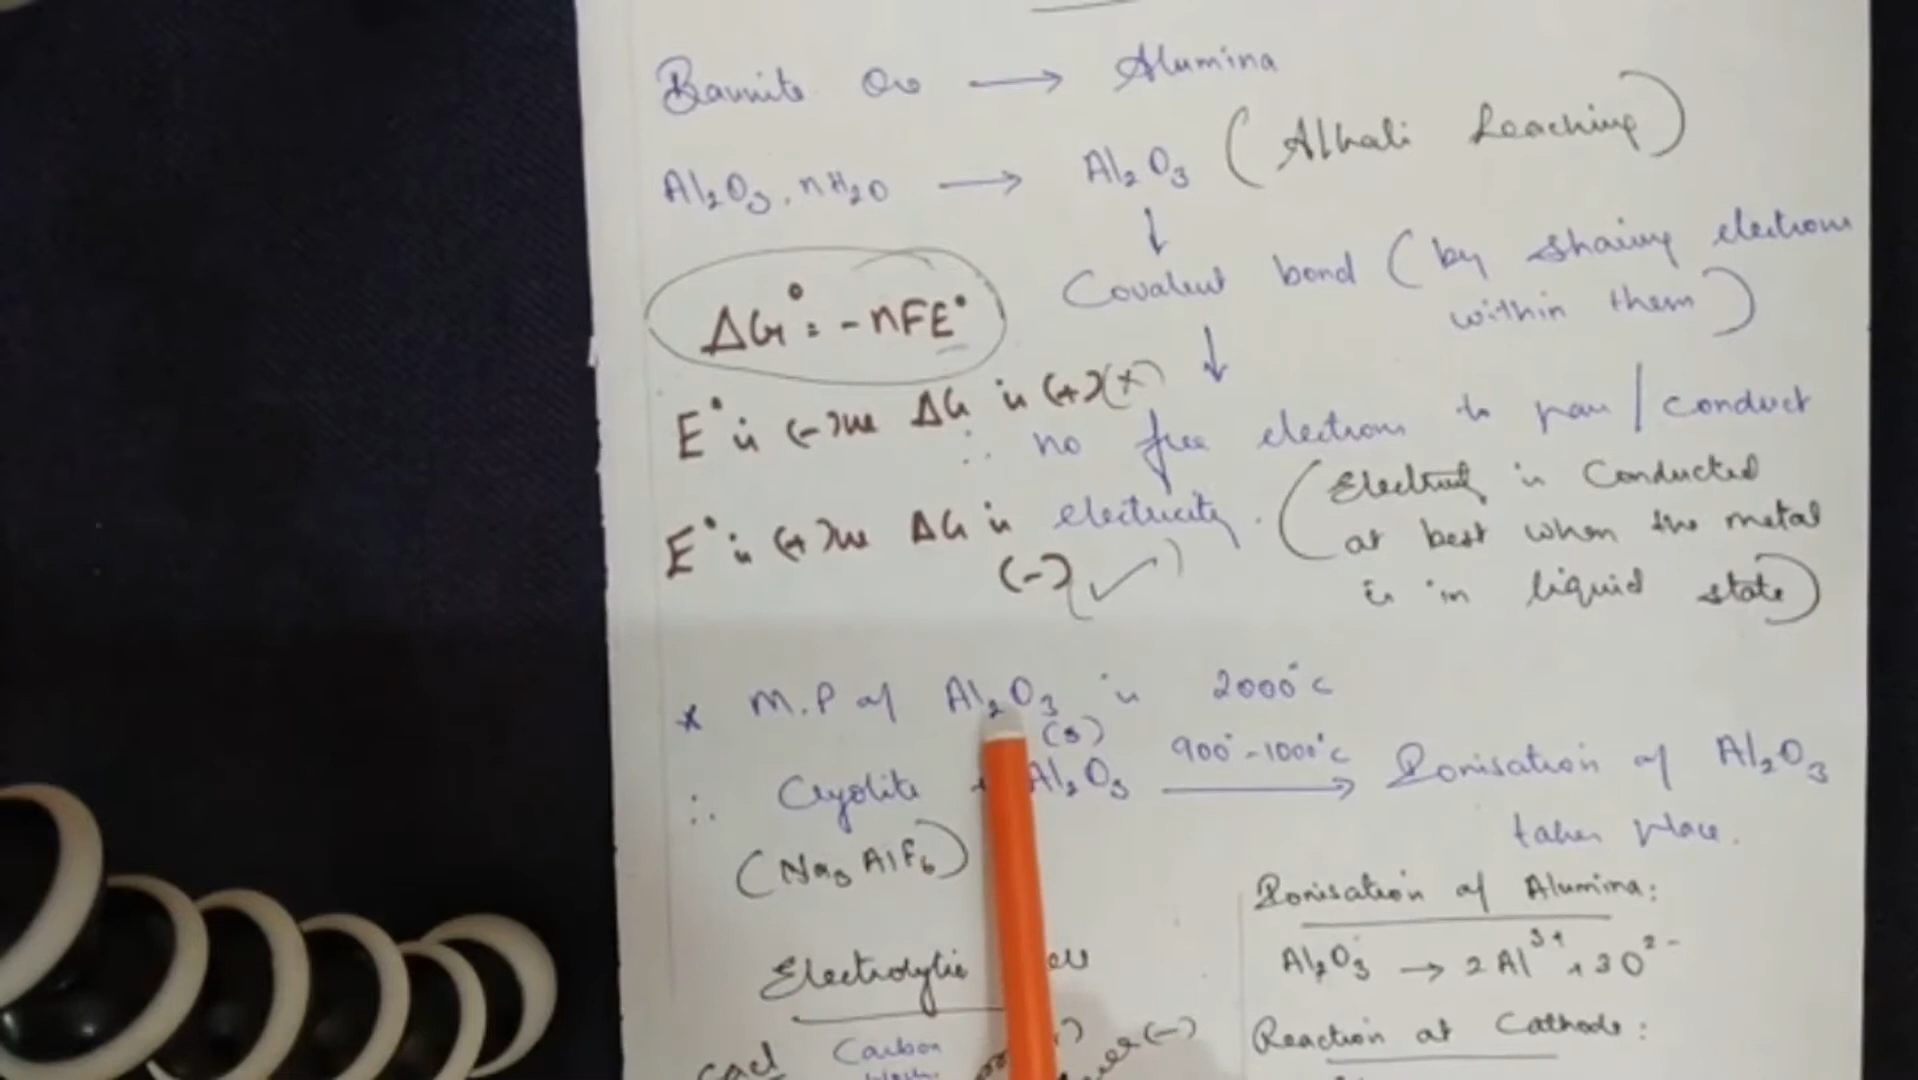 Bauxite Ore → Alumina
Al₂O₃.nH₂O → Al₂O₃ (Alkali Leaching)
↓
Covalent bond (by sharing electrons within them)
ΔG° = -nFE°
↓
E° is (-)ve ΔG is (+)(x)
∴ no free electrons to pass / conduct
electricity.
(Electricity is Conducted
at best when the metal
is in liquid state)
E° is (+)ve ΔG is
(-) ✓
* M.P of Al₂O₃ is 2000°c
(s)
∴ Cryolite + Al₂O₃ 900°-1000°c → Ionisation of Al₂O₃
takes place.
(Na₃AlF₆)
Ionisation of Alumina:
Al₂O₃ → 2Al³⁺ + 3O²⁻
Reaction at Cathode:
Electrolytic
Carbon
(-)